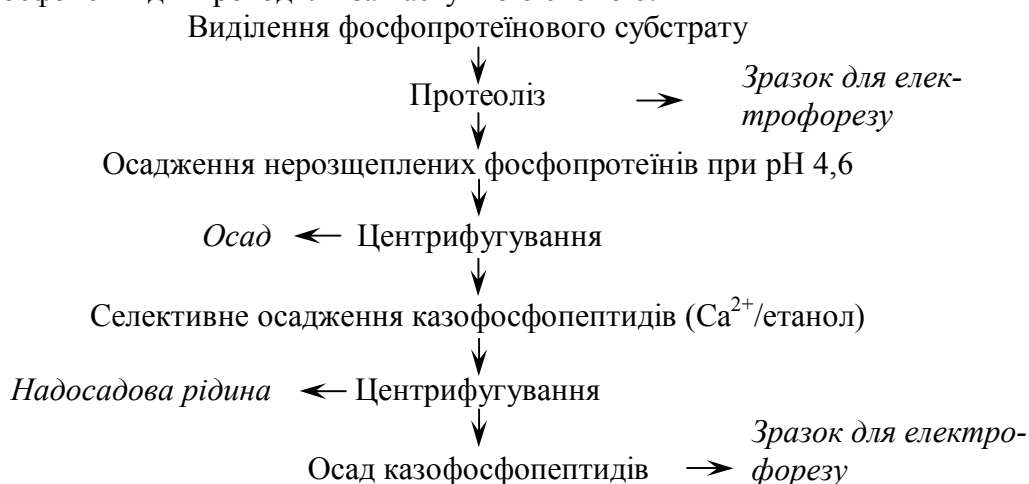 Виділення фосфопротеїнового субстрату
Протеоліз
Зразок для елек-
трофорезу
Осадження нерозщеплених фосфопротеїнів при рН 4,6
Осад
Центрифугування
Селективне осадження казофосфопептидів (Ca²⁺/етанол)
Надосадова рідина
Центрифугування
Осад казофосфопептидів
Зразок для електро-
форезу